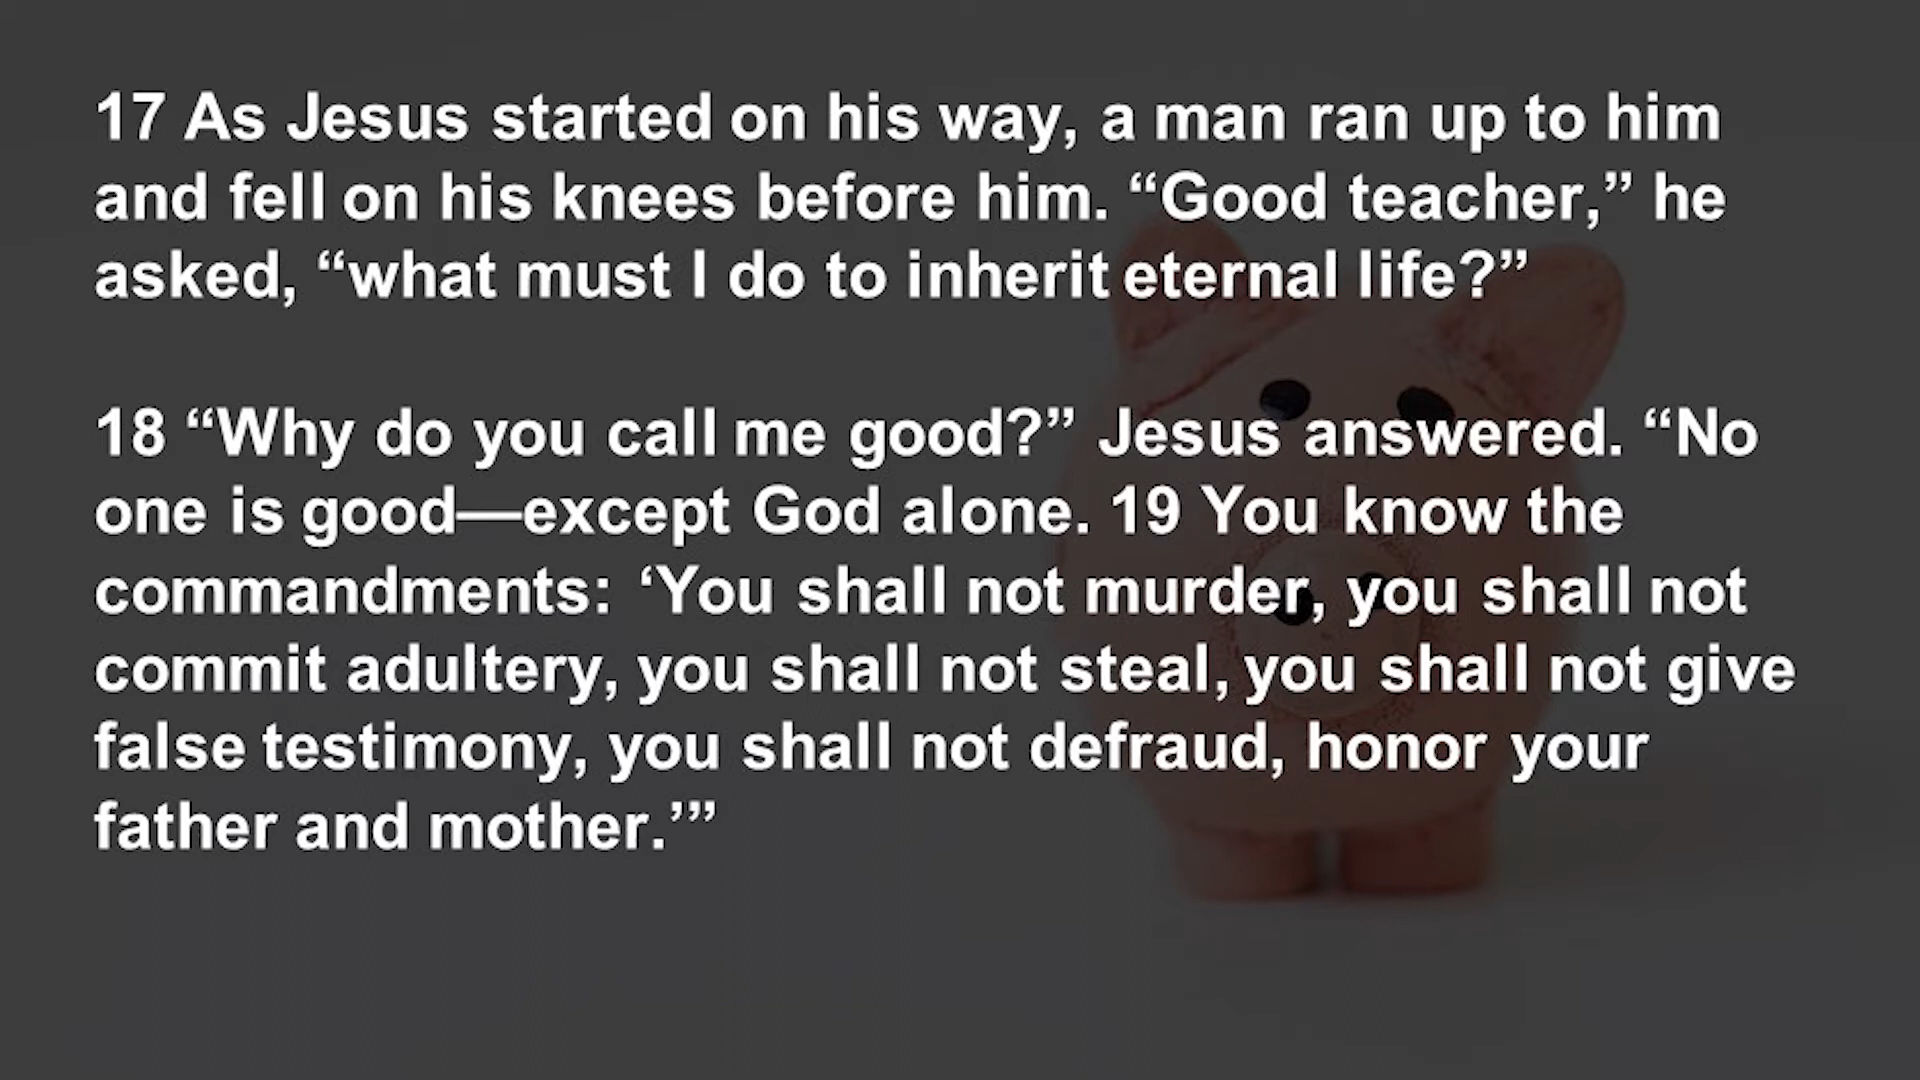 17 As Jesus started on his way, a man ran up to him
and fell on his knees before him. “Good teacher,” he
asked, “what must I do to inherit eternal life?”
18 “Why do you call me good?” Jesus answered. “No
one is good—except God alone. 19 You know the
commandments: ‘You shall not murder, you shall not
commit adultery, you shall not steal, you shall not give
false testimony, you shall not defraud, honor your
father and mother.’”